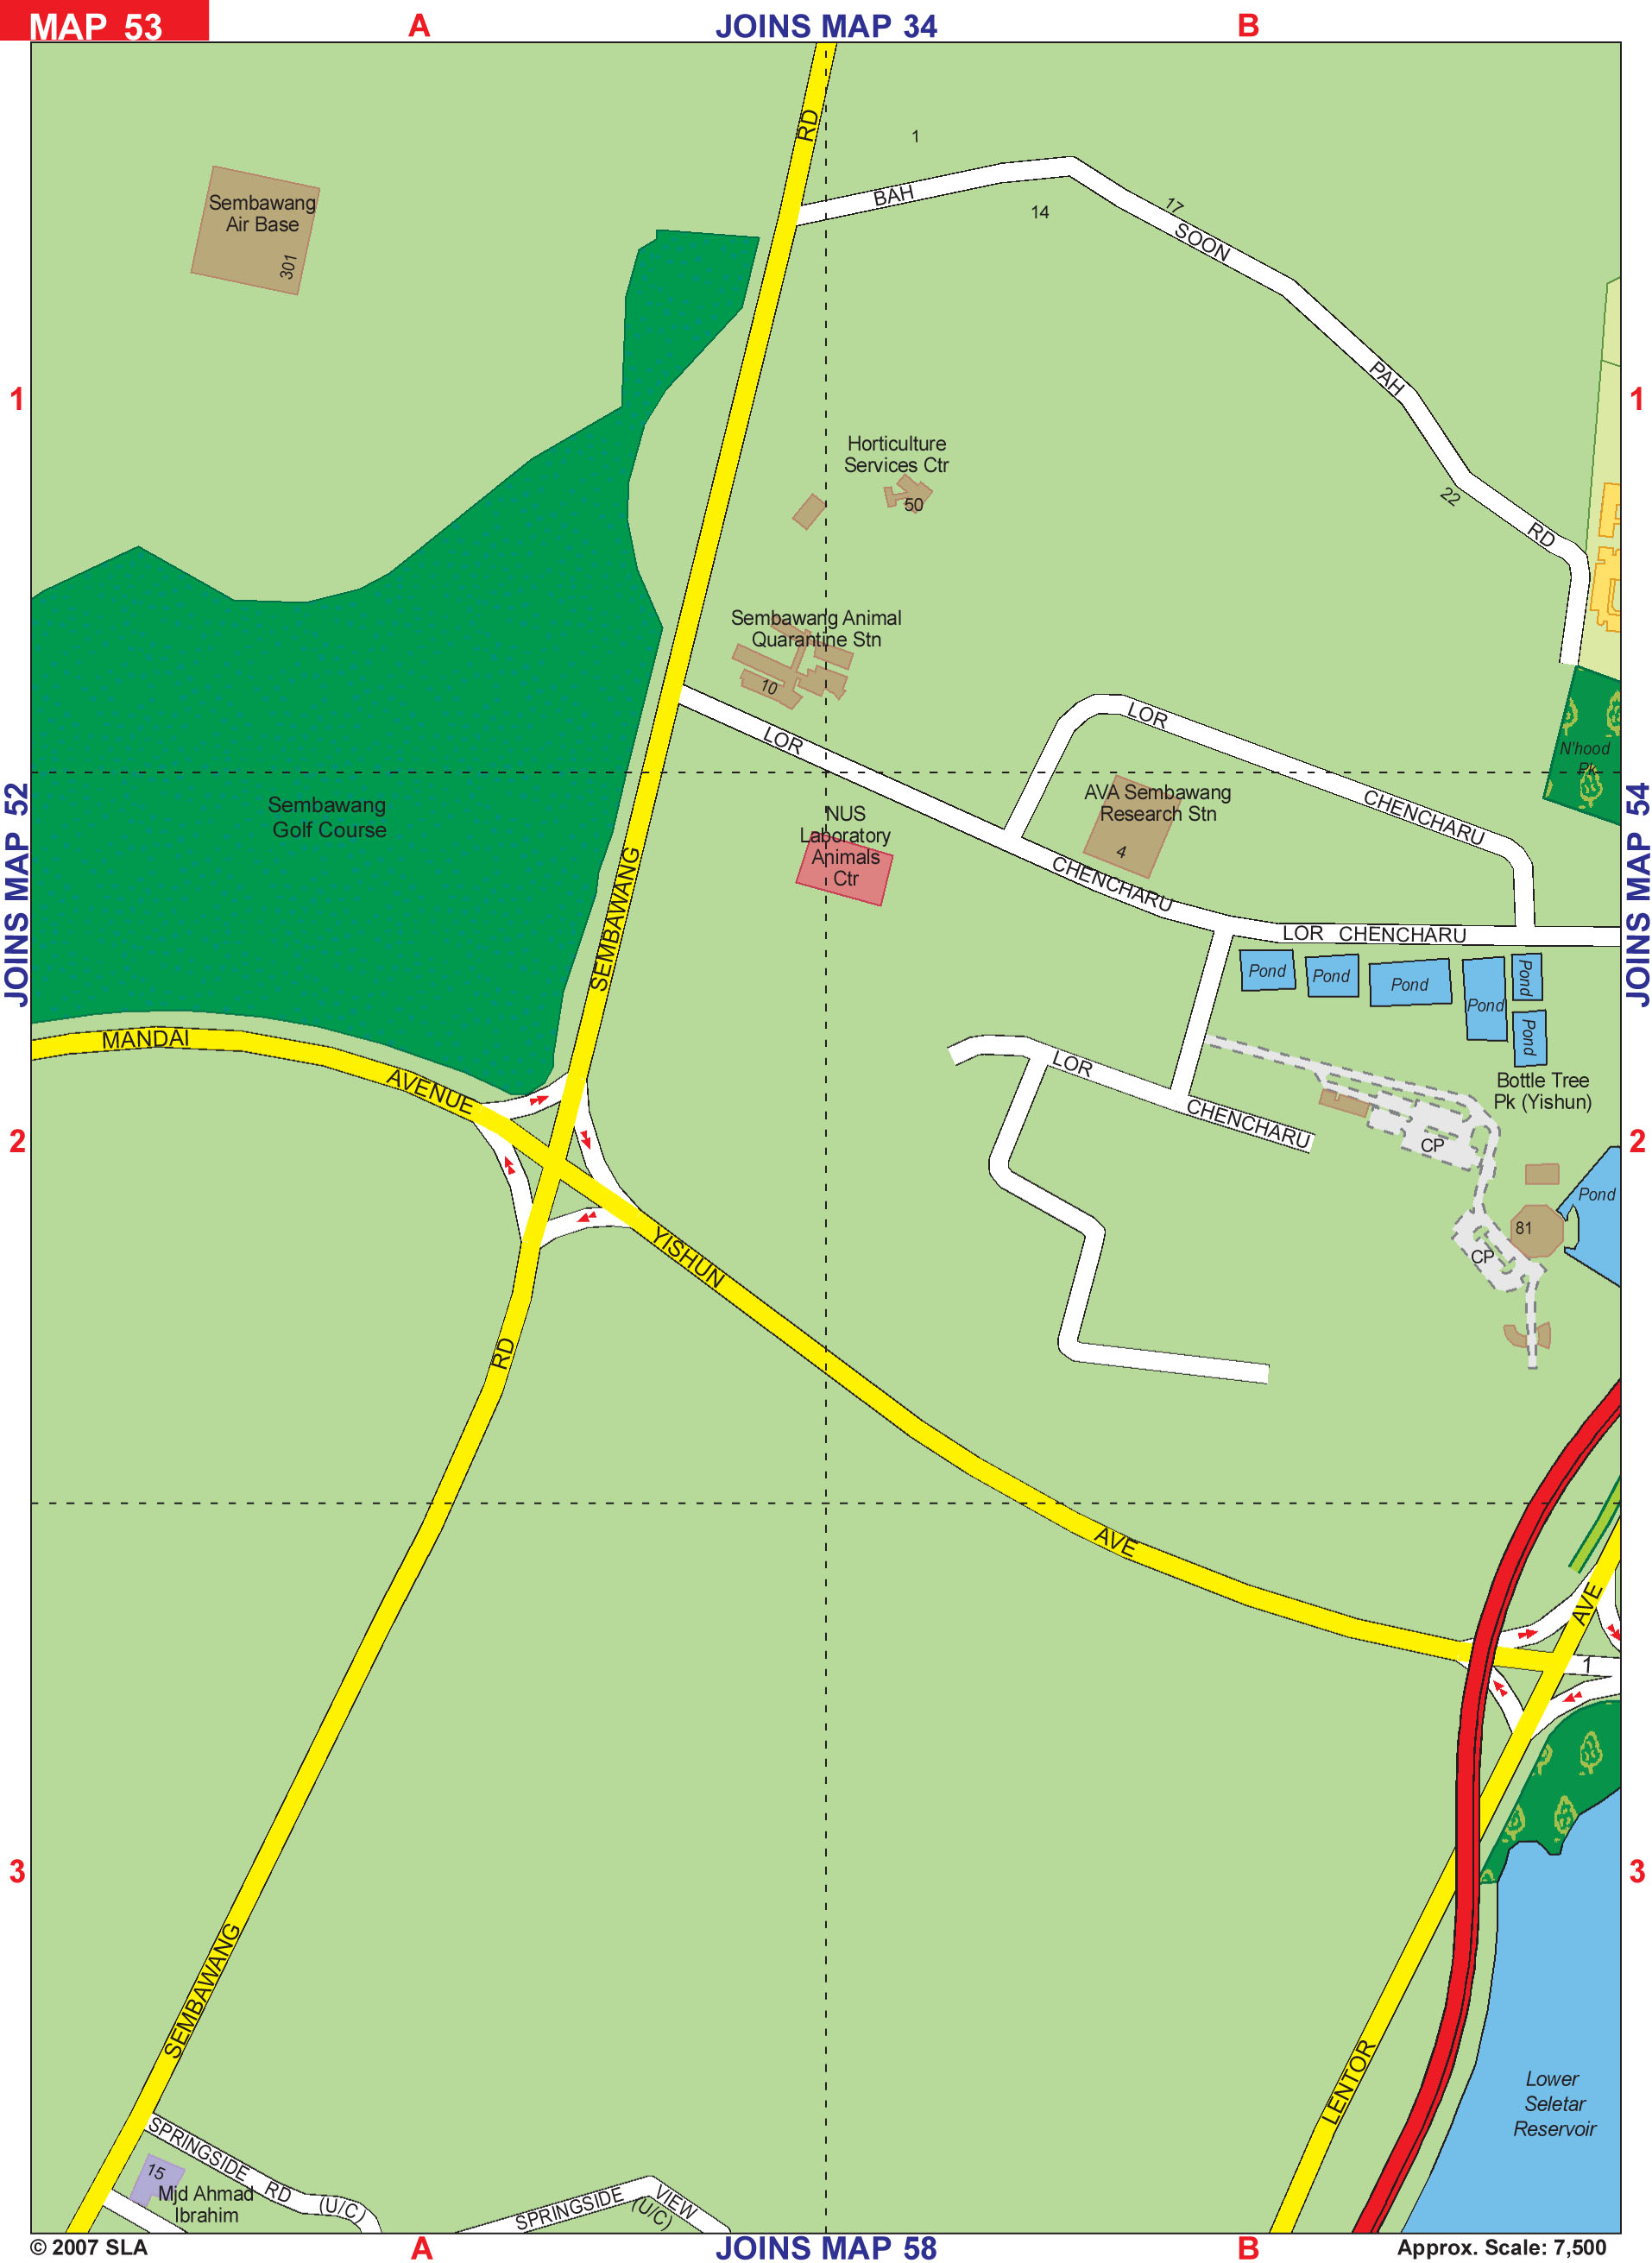 MAP 53
A
JOINS MAP 34
B
RD
1
BAH
14
17
SOON
Sembawang
Air Base
301
PAH
1
1
Horticulture
Services Ctr
50
22
RD
Sembawang Animal
Quarantine Stn
10
LOR
LOR
N'hood
Pk
JOINS MAP 52
JOINS MAP 54
Sembawang
Golf Course
AVA Sembawang
Research Stn
4
CHENCHARU
NUS
Laboratory
Animals
Ctr
CHENCHARU
SEMBAWANG
LOR CHENCHARU
Pond
Pond
Pond
Pond
Pond
Pond
MANDAI
AVENUE
LOR
CHENCHARU
Bottle Tree
Pk (Yishun)
CP
2
2
Pond
81
CP
YISHUN
RD
AVE
AVE
1
3
3
SEMBAWANG
LENTOR
Lower
Seletar
Reservoir
SPRINGSIDE RD (U/C)
15
Mjd Ahmad
Ibrahim
SPRINGSIDE VIEW
(U/C)
© 2007 SLA
A
JOINS MAP 58
B
Approx. Scale: 7,500